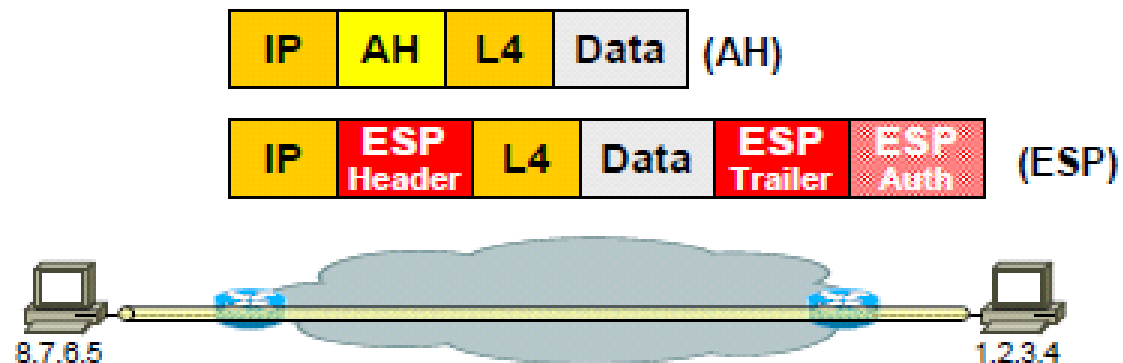 IP AH L4 Data (AH)
IP ESP Header L4 Data ESP Trailer ESP Auth (ESP)
8.7.6.5 1.2.3.4